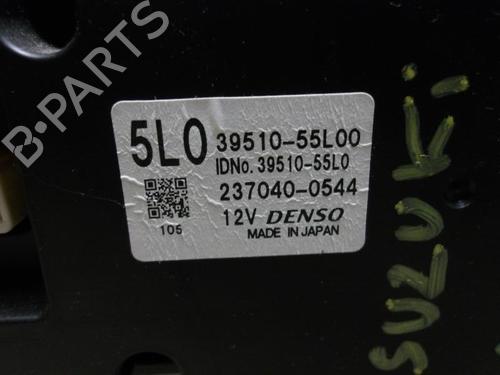 5L0 39510-55L00
IDNo. 39510-55L0
237040-0544
12V DENSO
MADE IN JAPAN
105
SUZUKI
B-PARTS